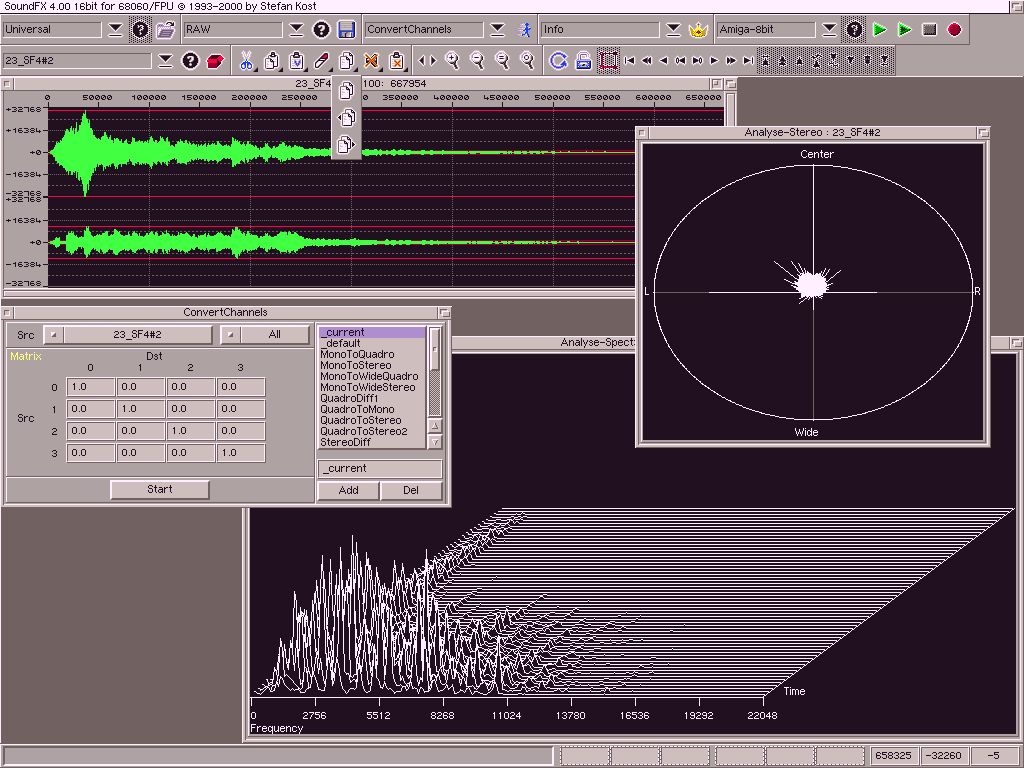 SoundFX 4.00 16bit for 68060/FPU © 1993-2000 by Stefan Kost
Universal RAW ConvertChannels Info Amiga-8bit
23_SF4#2
23_SF4 100: 667954
0 50000 100000 150000 200000 250000 350000 400000 450000 500000 550000 600000 650000
+32768
+16384
+0
-16384
-32768
+32768
+16384
+0
-16384
-32768
Analyse-Stereo : 23_SF4#2
Center
L R
Wide
ConvertChannels
Src 23_SF4#2 All
Matrix Dst
0 1 2 3
Src
0 1.0 0.0 0.0 0.0
1 0.0 1.0 0.0 0.0
2 0.0 0.0 1.0 0.0
3 0.0 0.0 0.0 1.0
Start
_current
_default
MonoToQuadro
MonoToStereo
MonoToWideQuadro
MonoToWideStereo
QuadroDiff1
QuadroToMono
QuadroToStereo
QuadroToStereo2
StereoDiff
_current
Add Del
Analyse-Spect
Time
0 2756 5512 8268 11024 13780 16536 19292 22048
Frequency
658325 -32260 -5